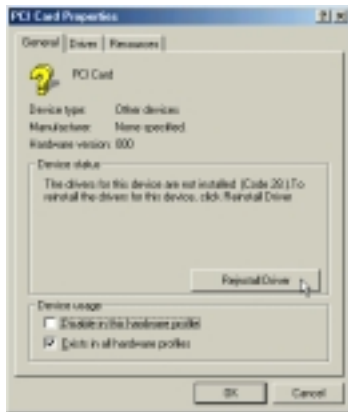 PCI Card Properties
General Driver Resources
PCI Card
Device type: Other devices
Manufacturer: None specified
Hardware version: 000
Device status
The drivers for this device are not installed. (Code 28.) To
reinstall the drivers for this device, click Reinstall Driver
Reinstall Driver
Device usage
Disable in this hardware profile
Exists in all hardware profiles
OK Cancel